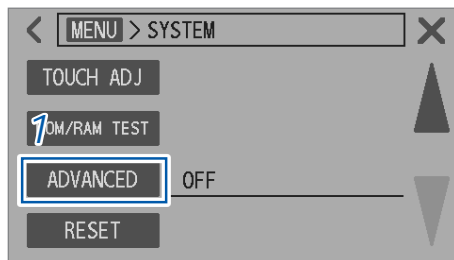 MENU > SYSTEM
TOUCH ADJ
1
OM/RAM TEST
ADVANCED OFF
RESET